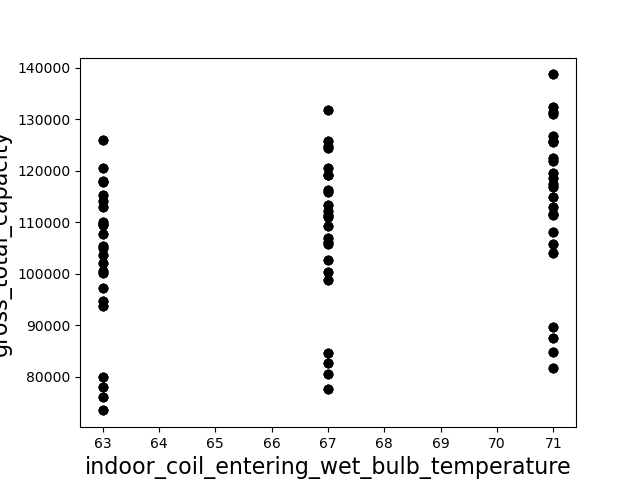 140000
130000
120000
110000
100000
90000
80000
gross_total_capacity
63 64 65 66 67 68 69 70 71
indoor_coil_entering_wet_bulb_temperature